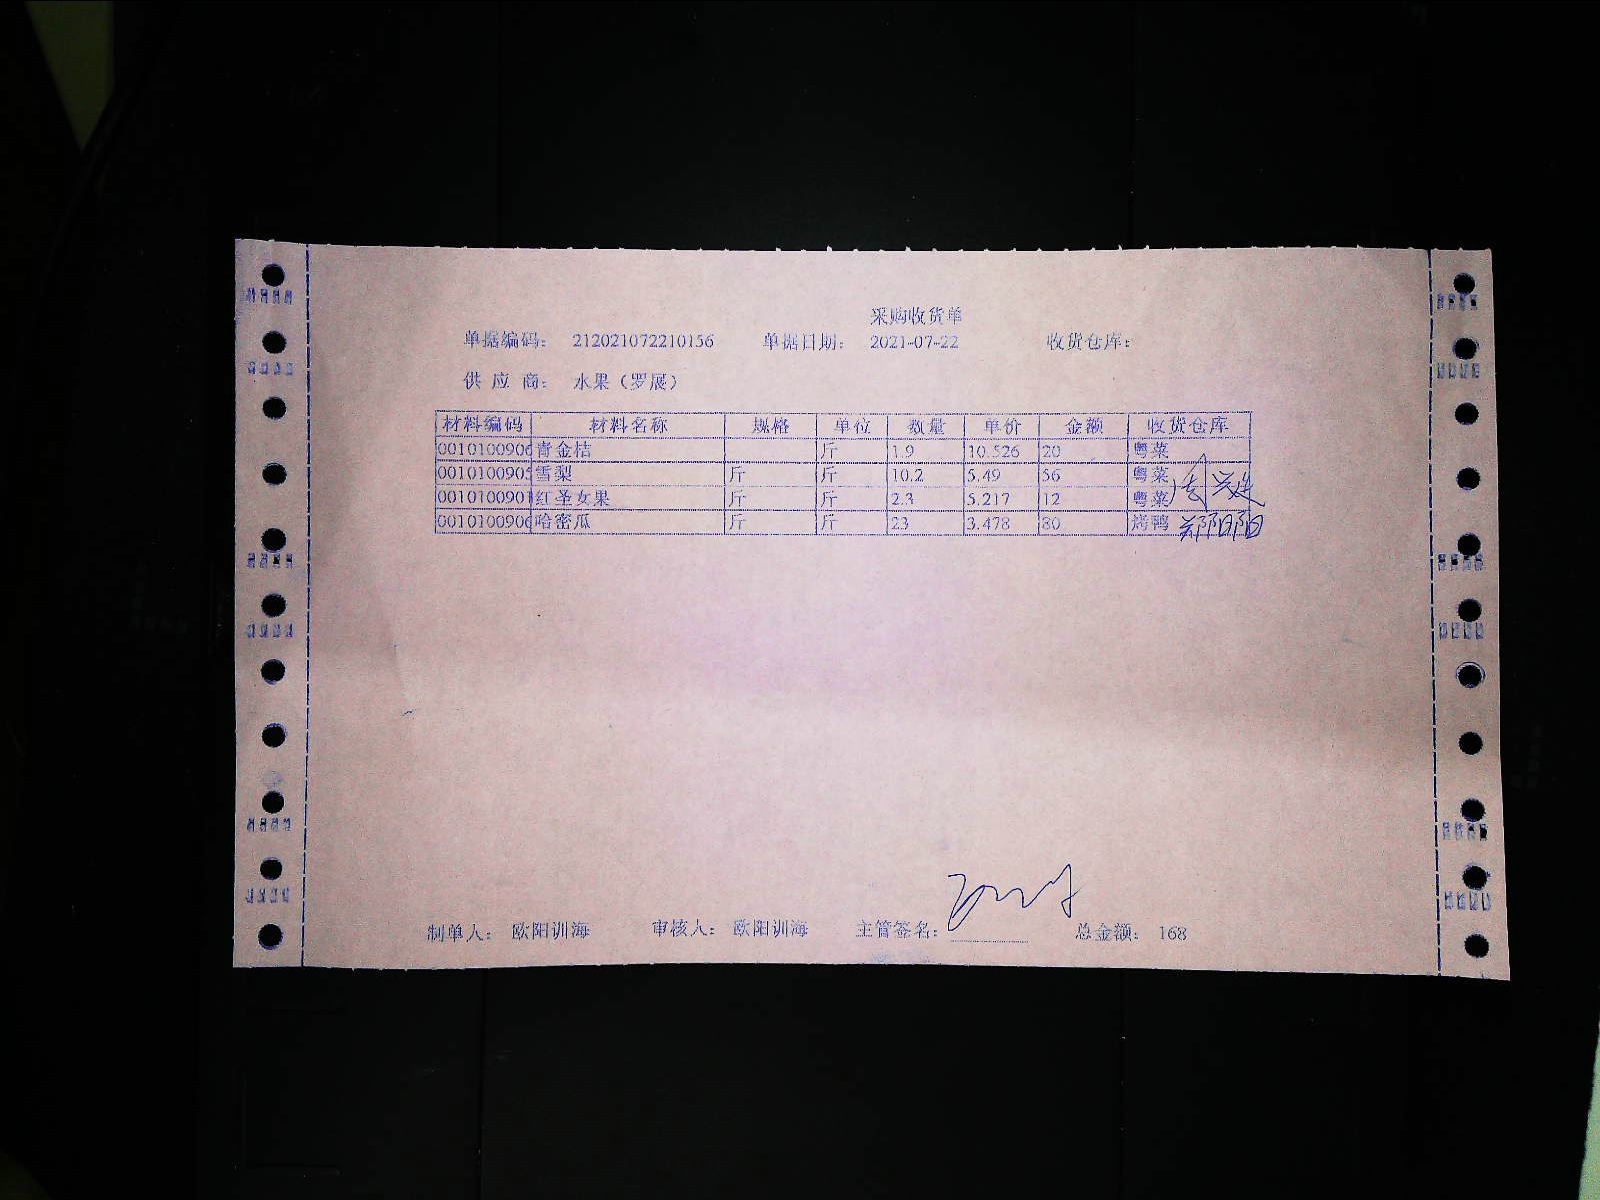 采购收货单
单据编码: 212021072210156 单据日期: 2021-07-22 收货仓库:
供 应 商: 水果(罗展)
材料编码 材料名称 规格 单位 数量 单价 金额 收货仓库
0010100906 青金桔 斤 1.9 10.526 20 粤菜
0010100905 雪梨 斤 斤 10.2 5.49 56 粤菜
0010100901 红圣女果 斤 斤 2.3 5.217 12 粤菜
0010100906 哈密瓜 斤 斤 23 3.478 80 烤鸭 郑阳阳
制单人: 欧阳训海 审核人: 欧阳训海 主管签名: 总金额: 168